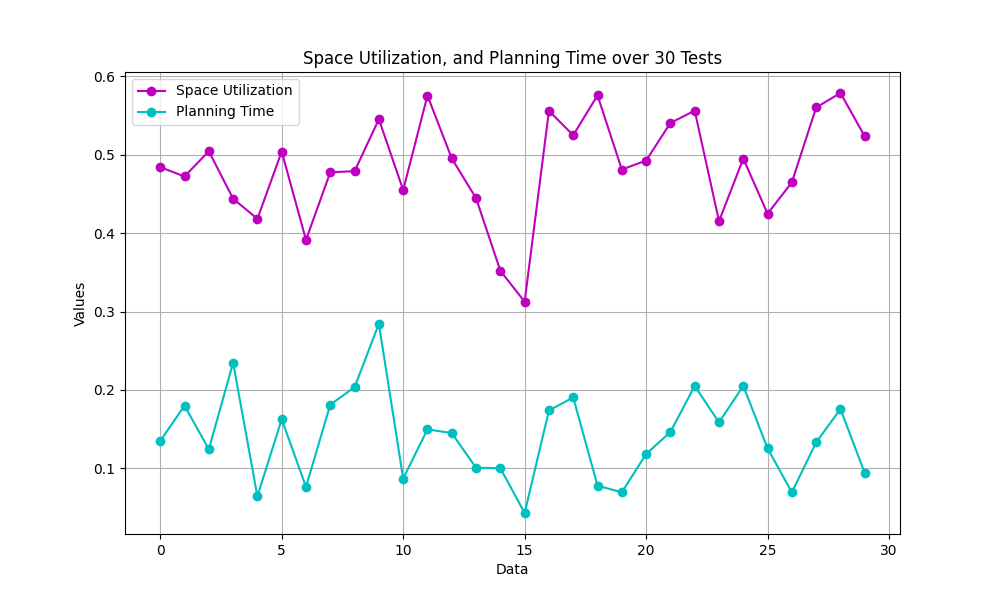 Space Utilization, and Planning Time over 30 Tests
Space Utilization
Planning Time
0.6
0.5
0.4
0.3
0.2
0.1
Values
0 5 10 15 20 25 30
Data